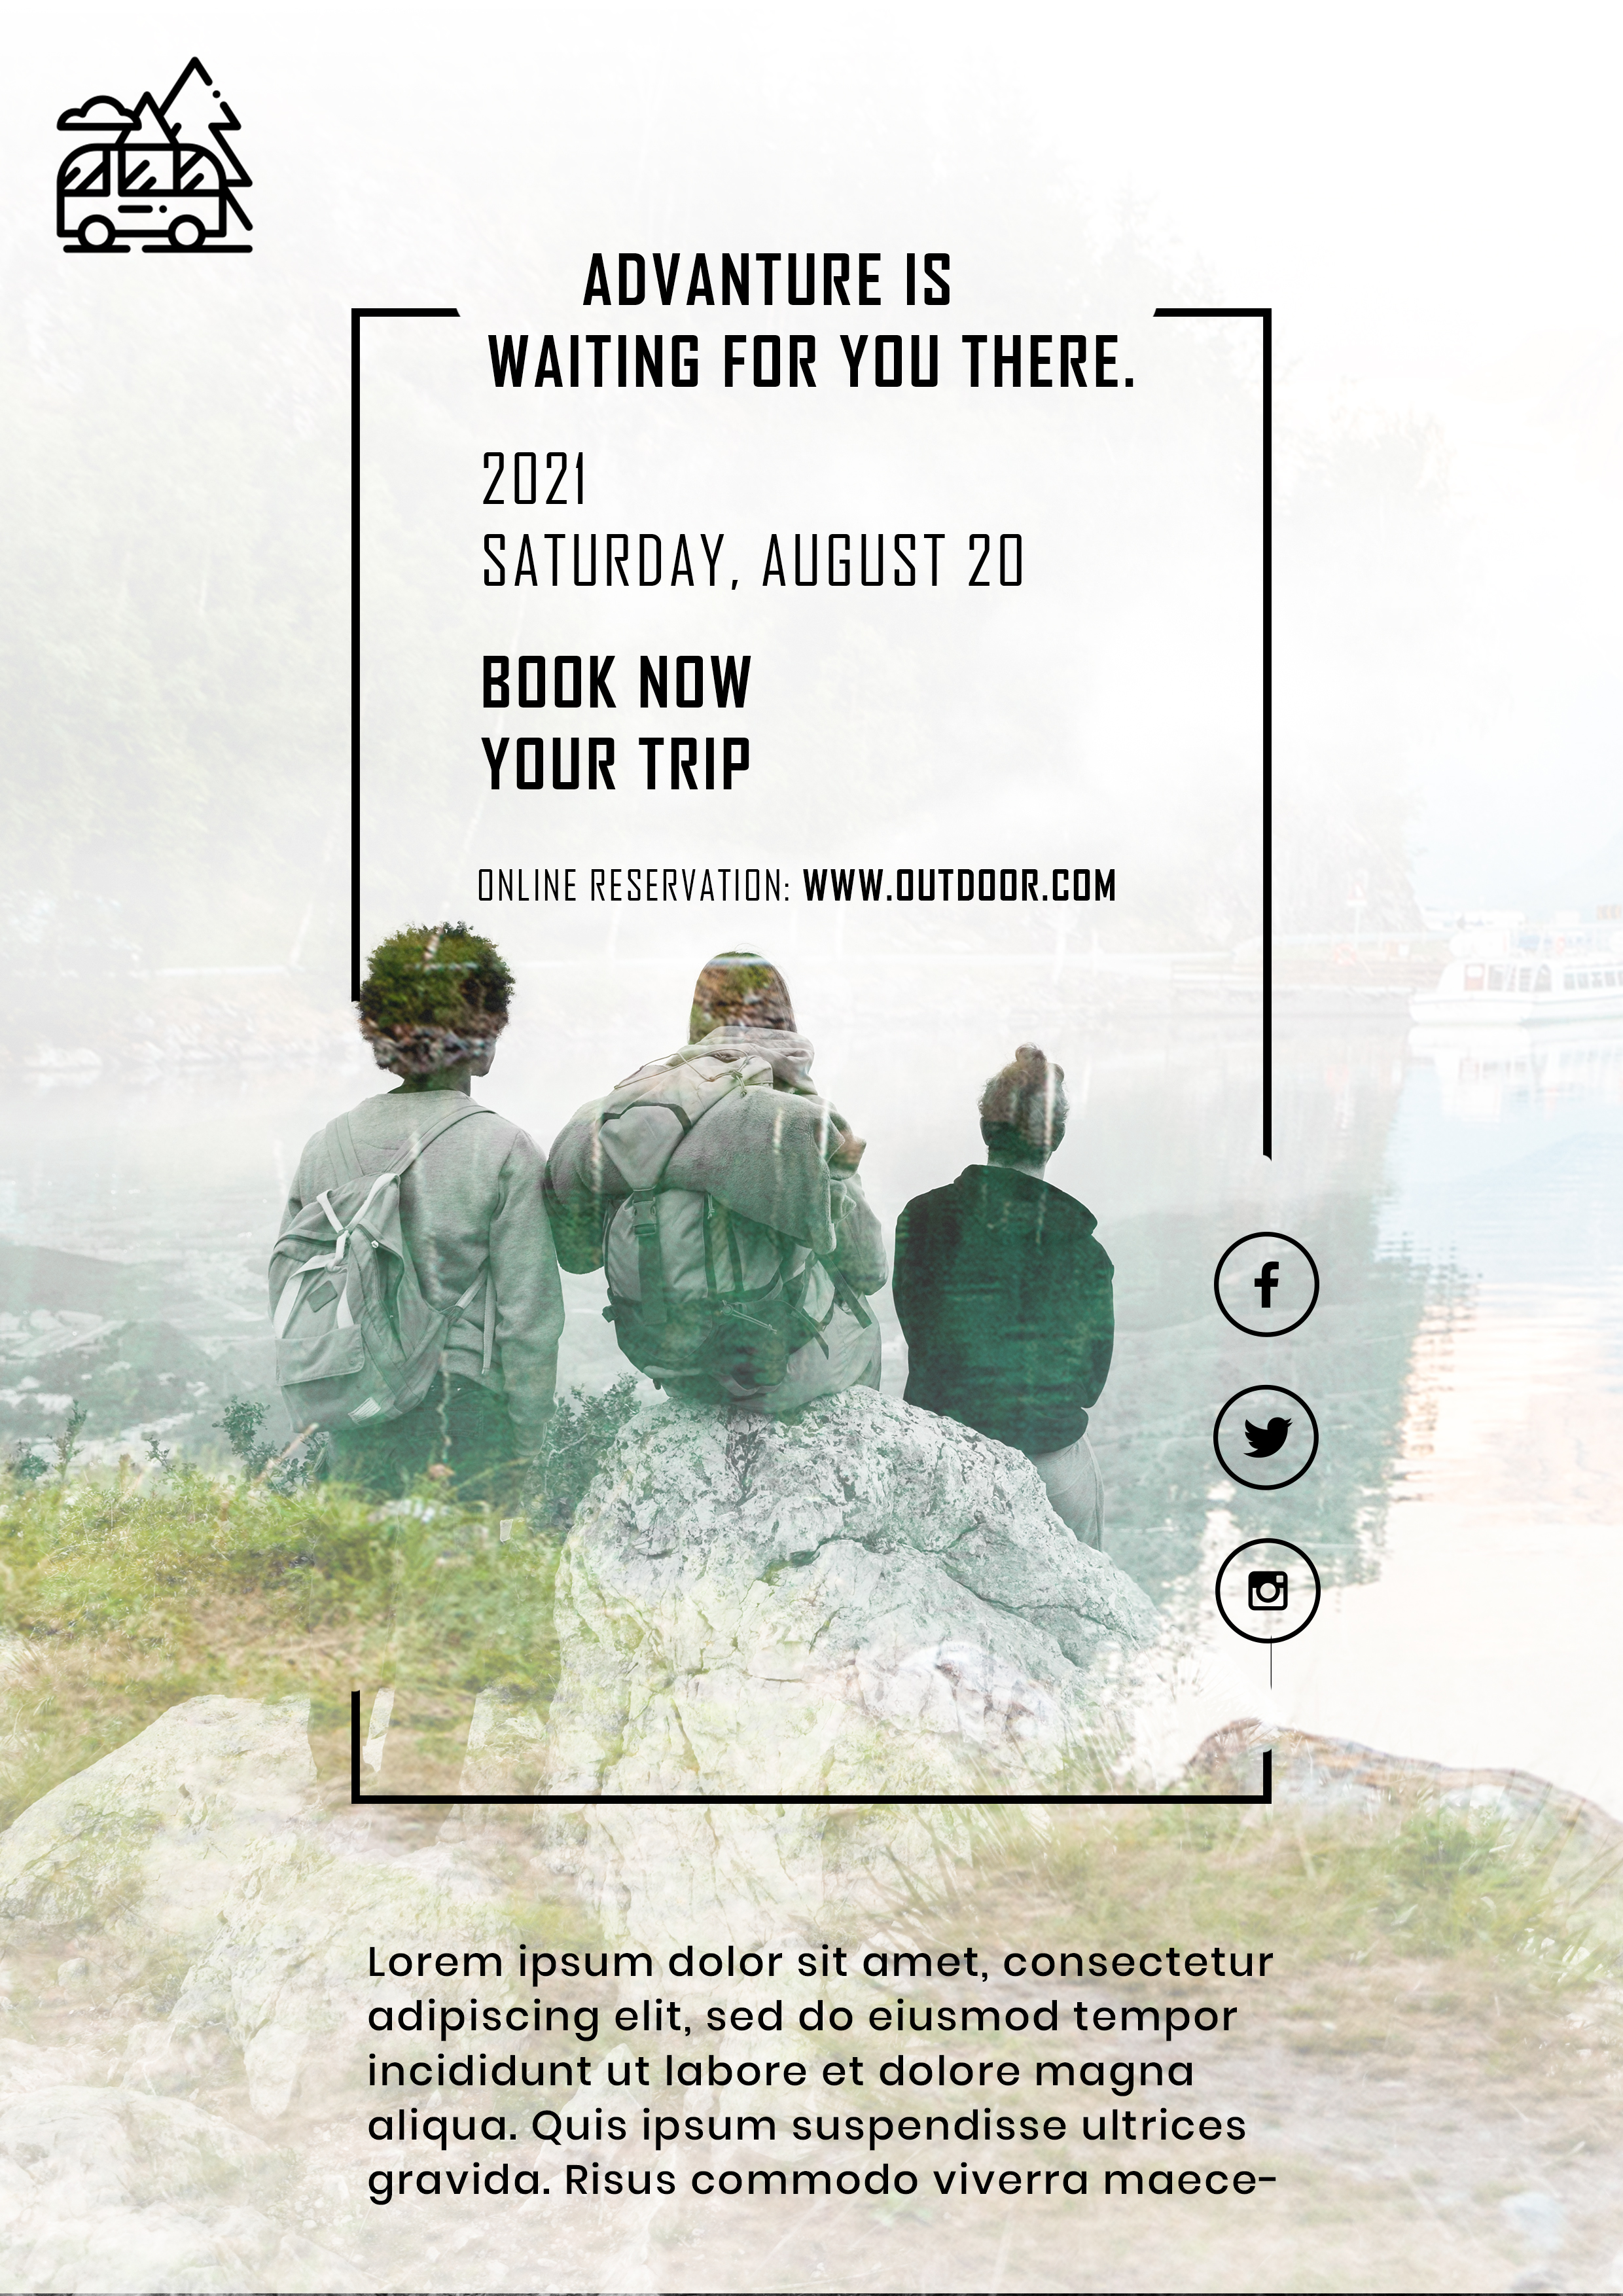 ADVANTURE IS
WAITING FOR YOU THERE.
2021
SATURDAY, AUGUST 20
BOOK NOW
YOUR TRIP
ONLINE RESERVATION: WWW.OUTDOOR.COM
Lorem ipsum dolor sit amet, consectetur
adipiscing elit, sed do eiusmod tempor
incididunt ut labore et dolore magna
aliqua. Quis ipsum suspendisse ultrices
gravida. Risus commodo viverra maece-